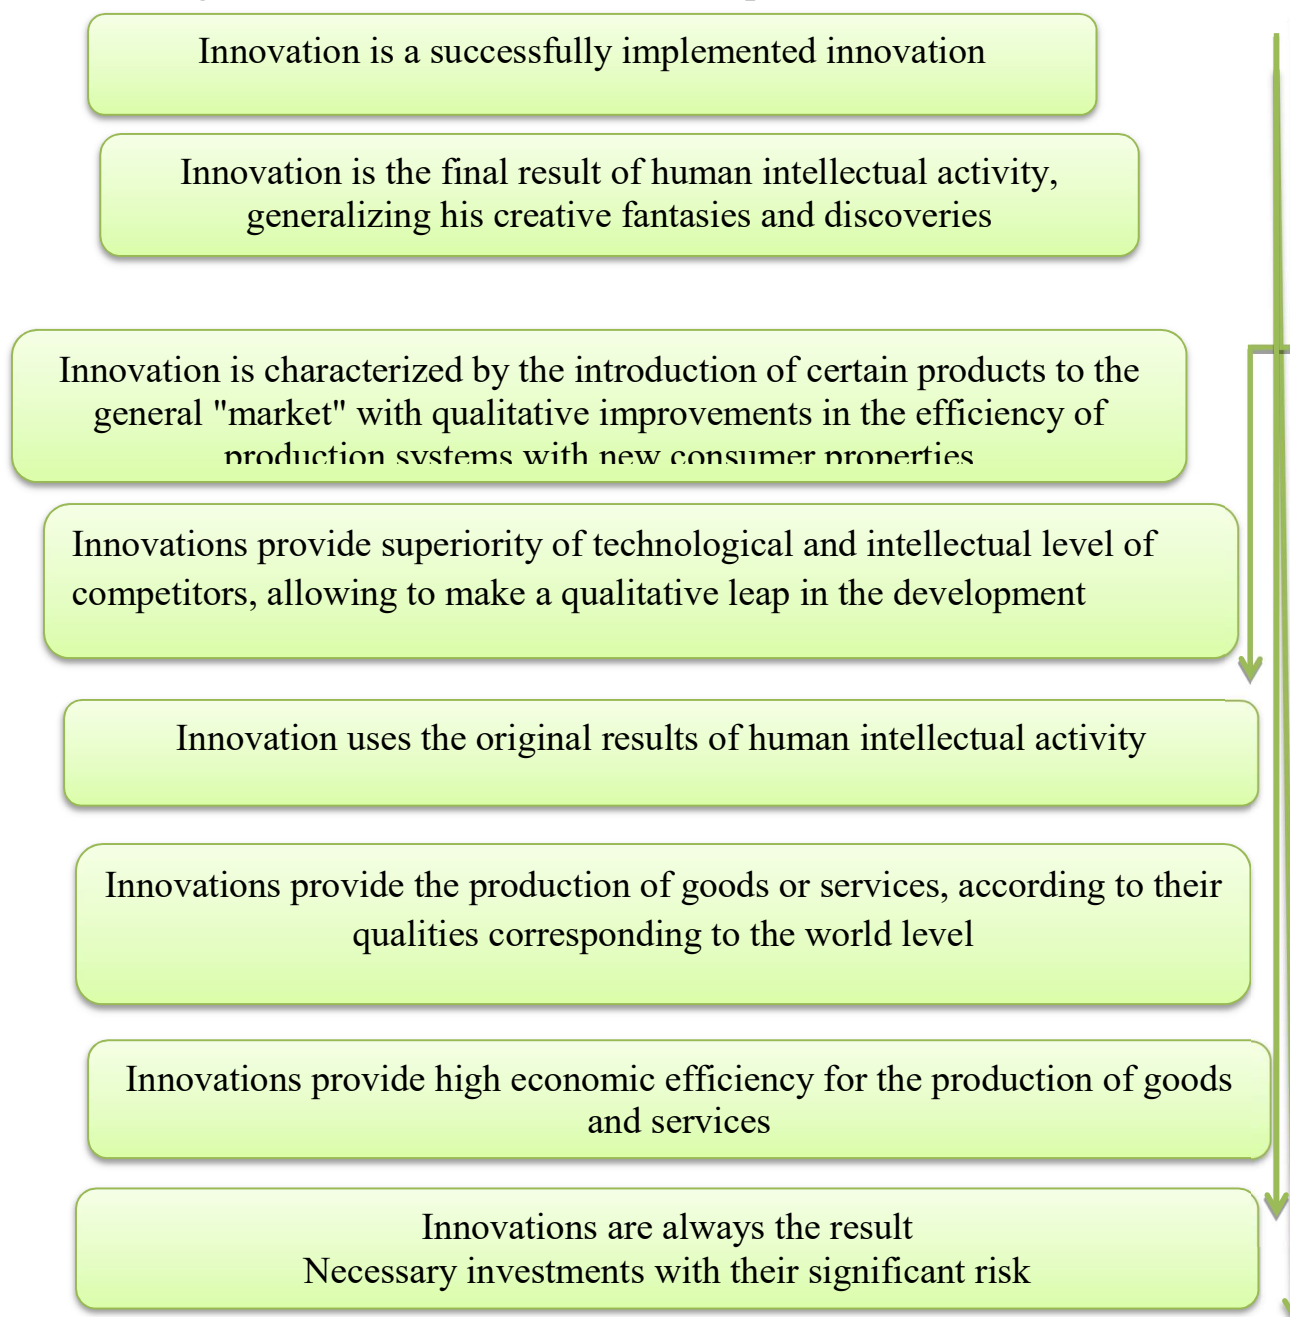 Innovation is a successfully implemented innovation
Innovation is the final result of human intellectual activity,
generalizing his creative fantasies and discoveries
Innovation is characterized by the introduction of certain products to the
general "market" with qualitative improvements in the efficiency of
production systems with new consumer properties
Innovations provide superiority of technological and intellectual level of
competitors, allowing to make a qualitative leap in the development
Innovation uses the original results of human intellectual activity
Innovations provide the production of goods or services, according to their
qualities corresponding to the world level
Innovations provide high economic efficiency for the production of goods
and services
Innovations are always the result
Necessary investments with their significant risk